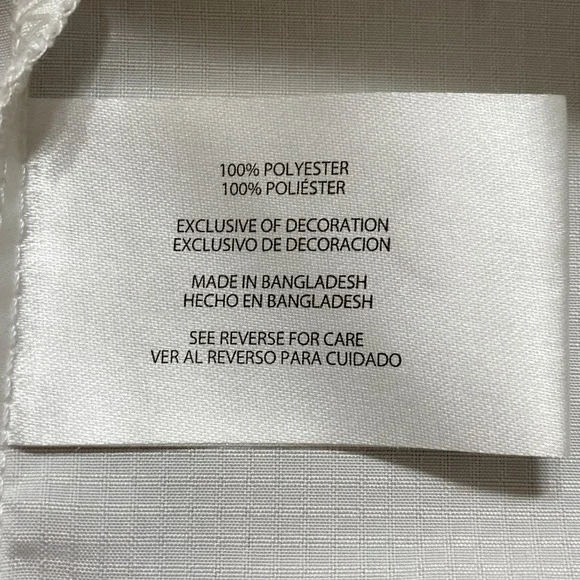 100% POLYESTER
100% POLIÉSTER
EXCLUSIVE OF DECORATION
EXCLUSIVO DE DECORACION
MADE IN BANGLADESH
HECHO EN BANGLADESH
SEE REVERSE FOR CARE
VER AL REVERSO PARA CUIDADO